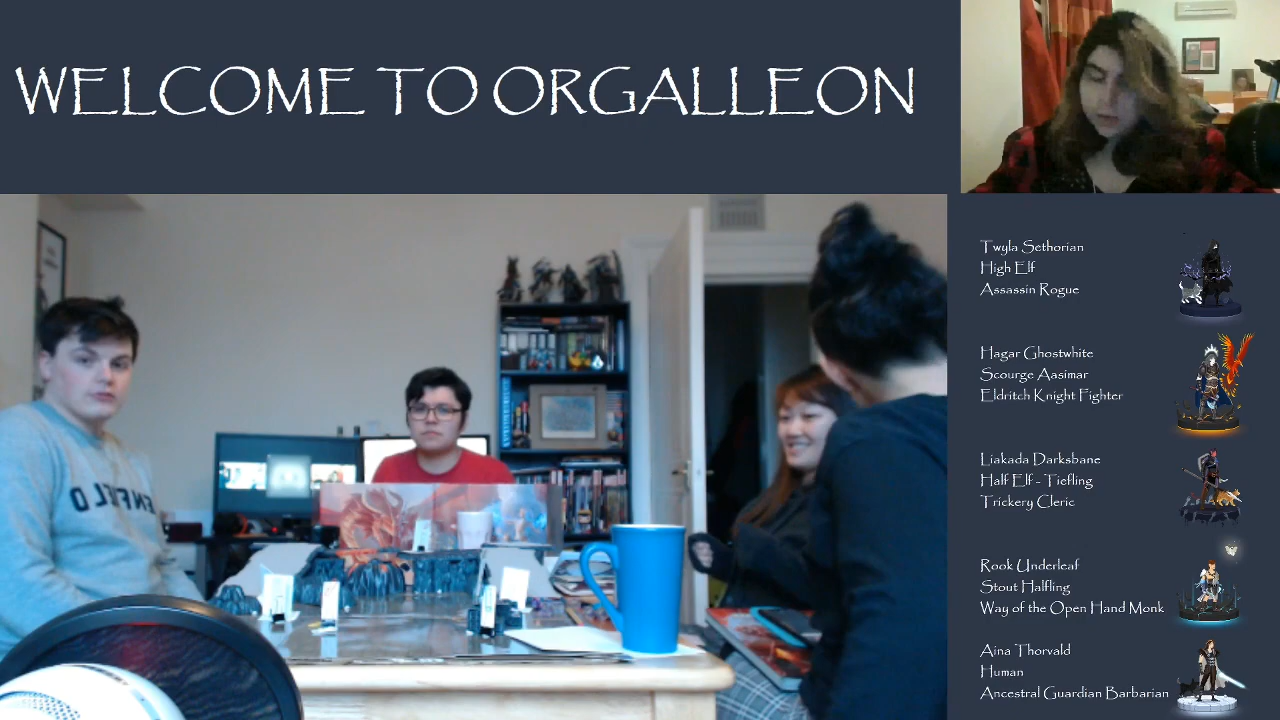 WELCOME TO ORGALLEON
Twyla Sethorian
High Elf
Assassin Rogue
Hagar Ghostwhite
Scourge Aasimar
Eldritch Knight Fighter
Liakada Darksbane
Half Elf - Tiefling
Trickery Cleric
Rook Underleaf
Stout Halfling
Way of the Open Hand Monk
Aina Thorvald
Human
Ancestral Guardian Barbarian
ENFILO